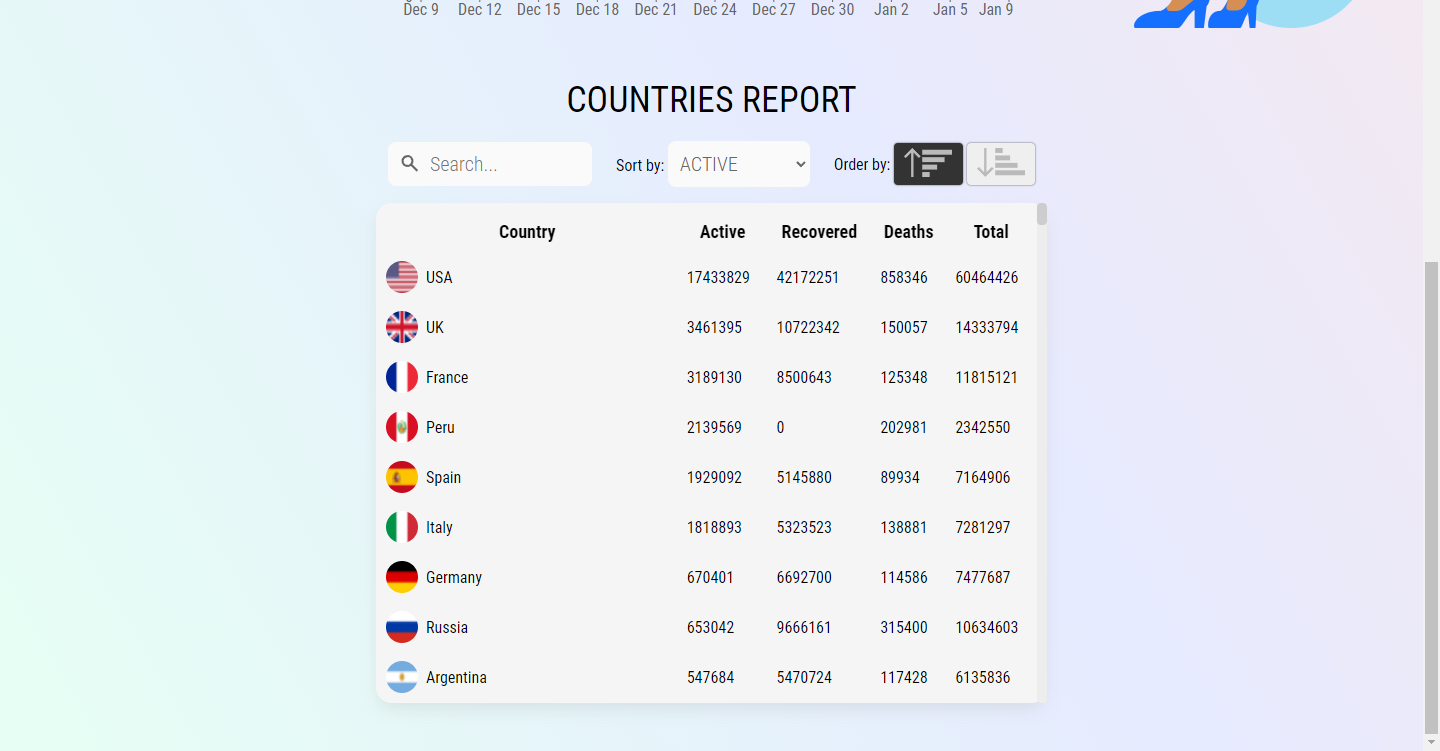 Dec 9 Dec 12 Dec 15 Dec 18 Dec 21 Dec 24 Dec 27 Dec 30 Jan 2 Jan 5 Jan 9
COUNTRIES REPORT
Search... Sort by: ACTIVE Order by:
Country Active Recovered Deaths Total
USA 17433829 42172251 858346 60464426
UK 3461395 10722342 150057 14333794
France 3189130 8500643 125348 11815121
Peru 2139569 0 202981 2342550
Spain 1929092 5145880 89934 7164906
Italy 1818893 5323523 138881 7281297
Germany 670401 6692700 114586 7477687
Russia 653042 9666161 315400 10634603
Argentina 547684 5470724 117428 6135836